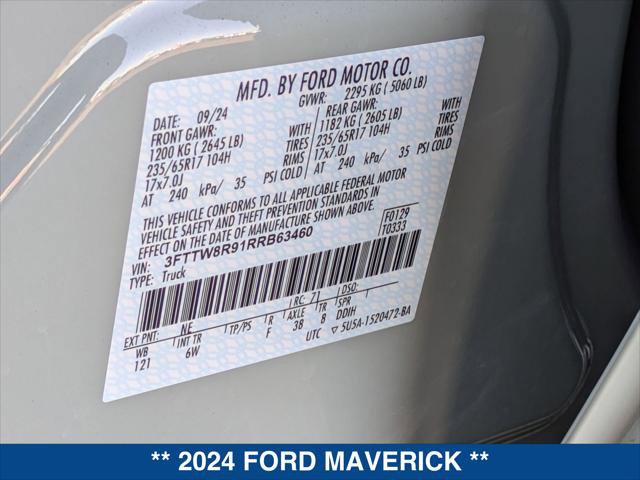 MFD. BY FORD MOTOR CO.
DATE: 09/24 GVWR: 2295 KG ( 5060 LB)
FRONT GAWR: WITH REAR GAWR: WITH
1200 KG ( 2645 LB) TIRES 1182 KG ( 2605 LB) TIRES
235/65R17 104H RIMS 235/65R17 104H RIMS
17x7.0J 17x7.0J
AT 240 kPa/ 35 PSI COLD AT 240 kPa/ 35 PSI COLD
THIS VEHICLE CONFORMS TO ALL APPLICABLE FEDERAL MOTOR
VEHICLE SAFETY AND THEFT PREVENTION STANDARDS IN
EFFECT ON THE DATE OF MANUFACTURE SHOWN ABOVE.
VIN: 3FTTW8R91RRB63460 F0129
TYPE: Truck T0333
EXT PNT: NE RC: 71 DSO:
WB INT TR TP/PS R AXLE TR SPR
121 6W F 38 8 DDIH
UTC ▽5U5A-1520472-BA
** 2024 FORD MAVERICK **